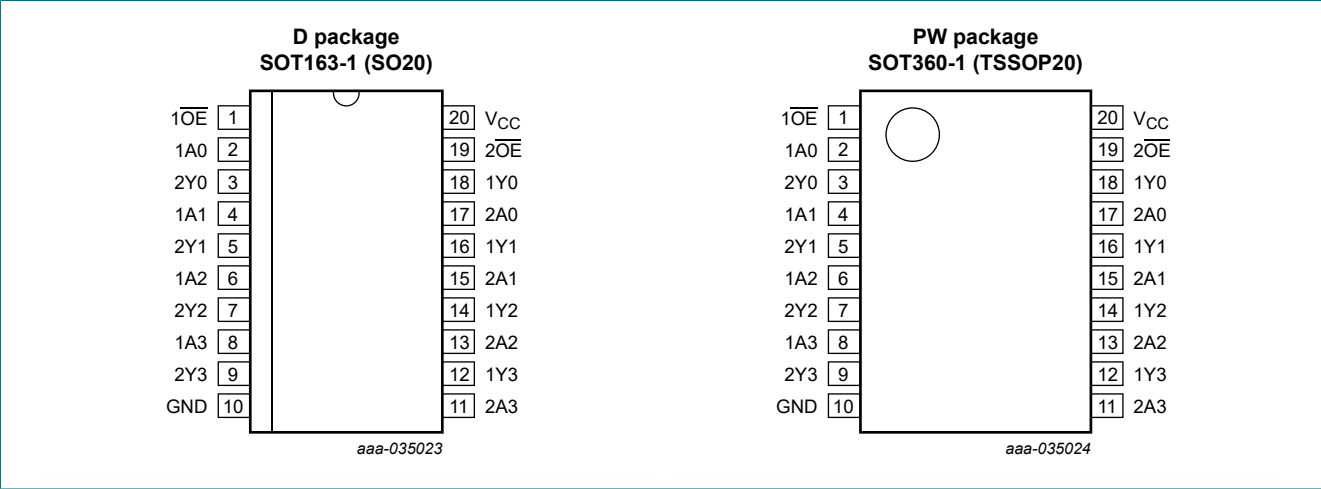 D package
SOT163-1 (SO20)
1O̅E̅ 1
1A0 2
2Y0 3
1A1 4
2Y1 5
1A2 6
2Y2 7
1A3 8
2Y3 9
GND 10
20 VCC
19 2O̅E̅
18 1Y0
17 2A0
16 1Y1
15 2A1
14 1Y2
13 2A2
12 1Y3
11 2A3
aaa-035023
PW package
SOT360-1 (TSSOP20)
1O̅E̅ 1
1A0 2
2Y0 3
1A1 4
2Y1 5
1A2 6
2Y2 7
1A3 8
2Y3 9
GND 10
20 VCC
19 2O̅E̅
18 1Y0
17 2A0
16 1Y1
15 2A1
14 1Y2
13 2A2
12 1Y3
11 2A3
aaa-035024